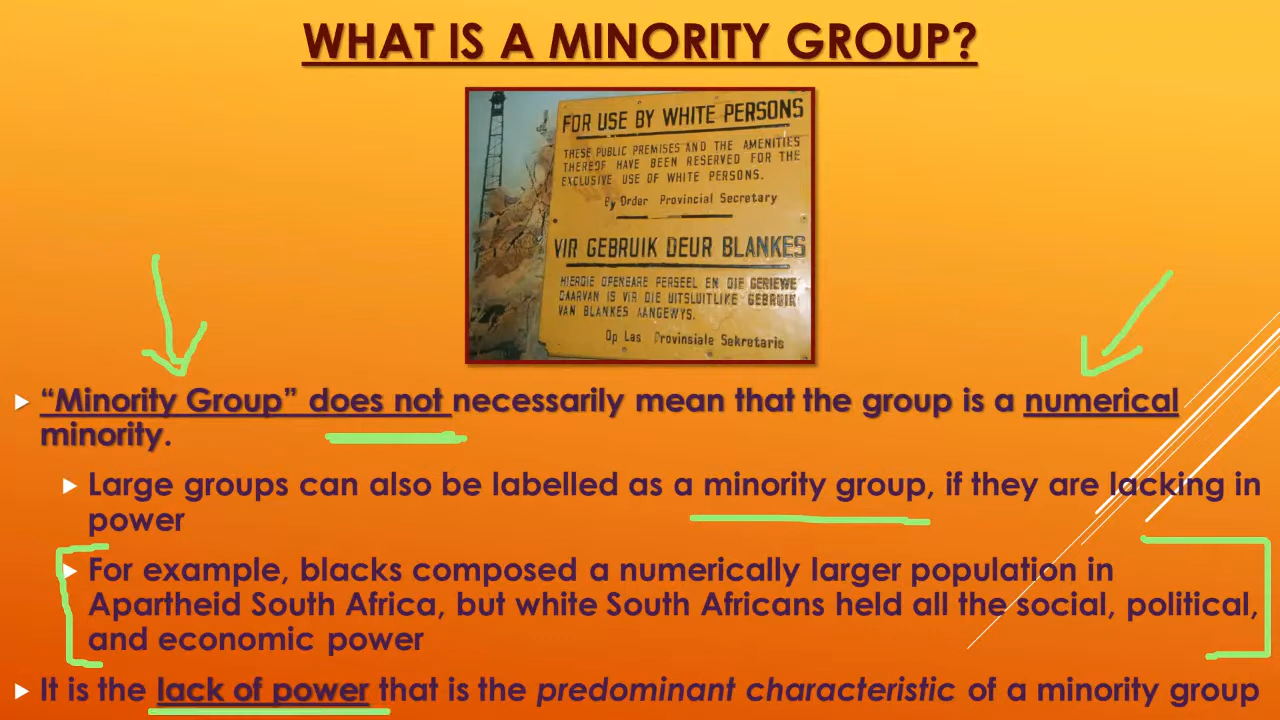 WHAT IS A MINORITY GROUP?
FOR USE BY WHITE PERSONS
THESE PUBLIC PREMISES AND THE AMENITIES
THEREOF HAVE BEEN RESERVED FOR THE
EXCLUSIVE USE OF WHITE PERSONS.
By Order Provincial Secretary
VIR GEBRUIK DEUR BLANKES
HIERDIE OPENBARE PERSEEL EN DIE GERIEWE
DAARVAN IS VIR DIE UITSLUITLIKE GEBRUIK
VAN BLANKES AANGEWYS.
Op Las Provinsiale Sekretaris
“Minority Group” does not necessarily mean that the group is a numerical
minority.
Large groups can also be labelled as a minority group, if they are lacking in
power
For example, blacks composed a numerically larger population in
Apartheid South Africa, but white South Africans held all the social, political,
and economic power
It is the lack of power that is the predominant characteristic of a minority group